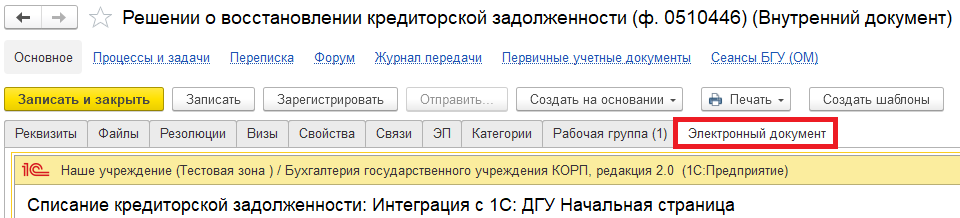 Решении о восстановлении кредиторской задолженности (ф. 0510446) (Внутренний документ)
Основное Процессы и задачи Переписка Форум Журнал передачи Первичные учетные документы Сеансы БГУ (ОМ)
Записать и закрыть Записать Зарегистрировать Отправить... Создать на основании Печать Создать шаблоны
Реквизиты Файлы Резолюции Визы Свойства Связи ЭП Категории Рабочая группа (1) Электронный документ
1С Наше учреждение (Тестовая зона ) / Бухгалтерия государственного учреждения КОРП, редакция 2.0 (1С:Предприятие)
Списание кредиторской задолженности: Интеграция с 1С: ДГУ Начальная страница